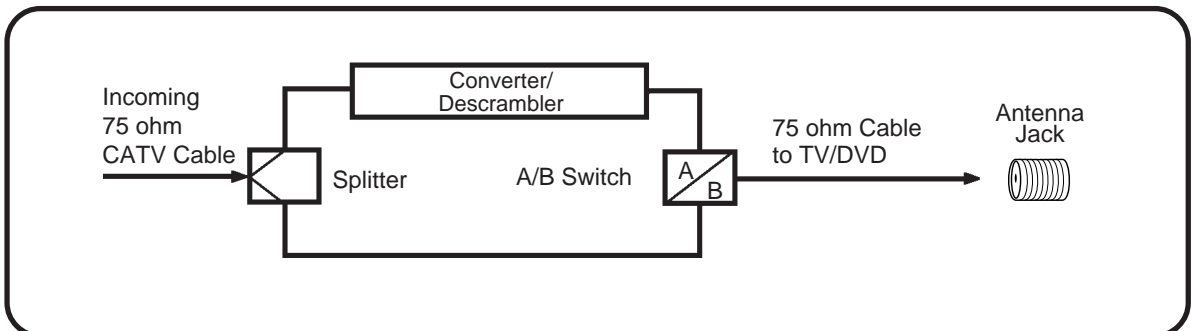 Incoming
75 ohm
CATV Cable
Splitter
Converter/
Descrambler
A/B Switch
A
B
75 ohm Cable
to TV/DVD
Antenna
Jack